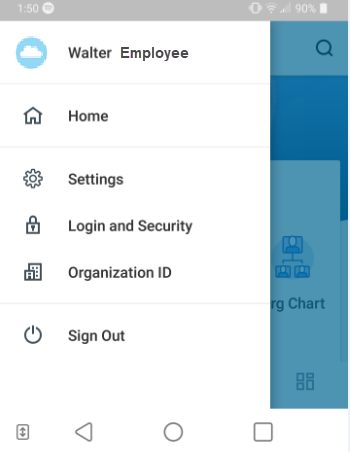 1:50 90%
Walter Employee
Home
Settings
Login and Security
Organization ID
rg Chart
Sign Out